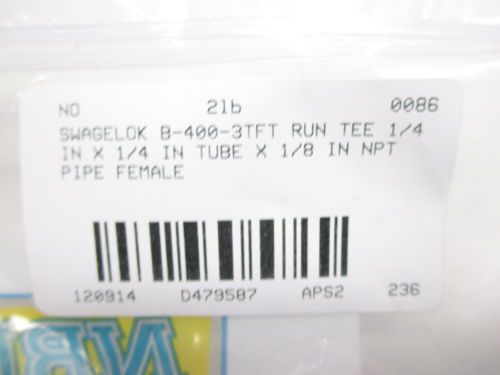 NO 21b 0086
SWAGELOK B-400-3TFT RUN TEE 1/4
IN X 1/4 IN TUBE X 1/8 IN NPT
PIPE FEMALE
120914 D479587 APS2 236